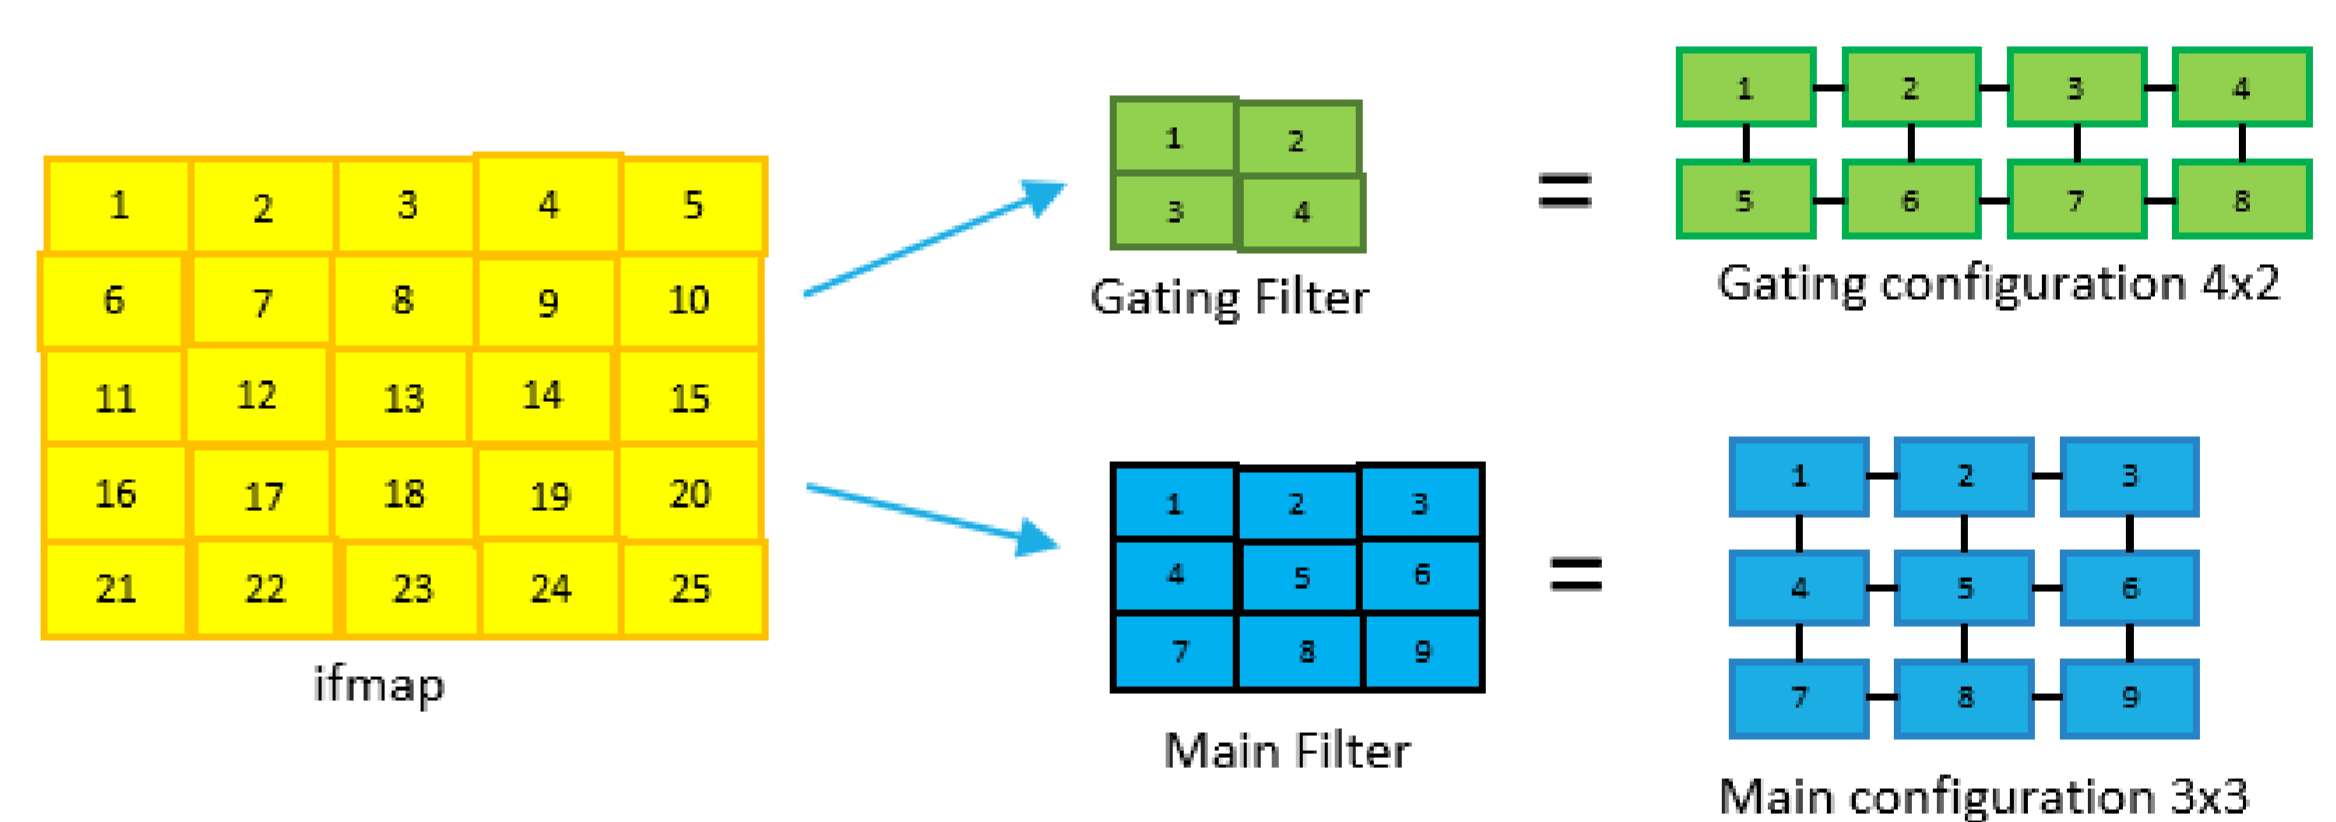 1 2 3 4 5
6 7 8 9 10
11 12 13 14 15
16 17 18 19 20
21 22 23 24 25
ifmap
1 2
3 4
Gating Filter
=
1 2 3 4
5 6 7 8
Gating configuration 4x2
1 2 3
4 5 6
7 8 9
Main Filter
=
1 2 3
4 5 6
7 8 9
Main configuration 3x3